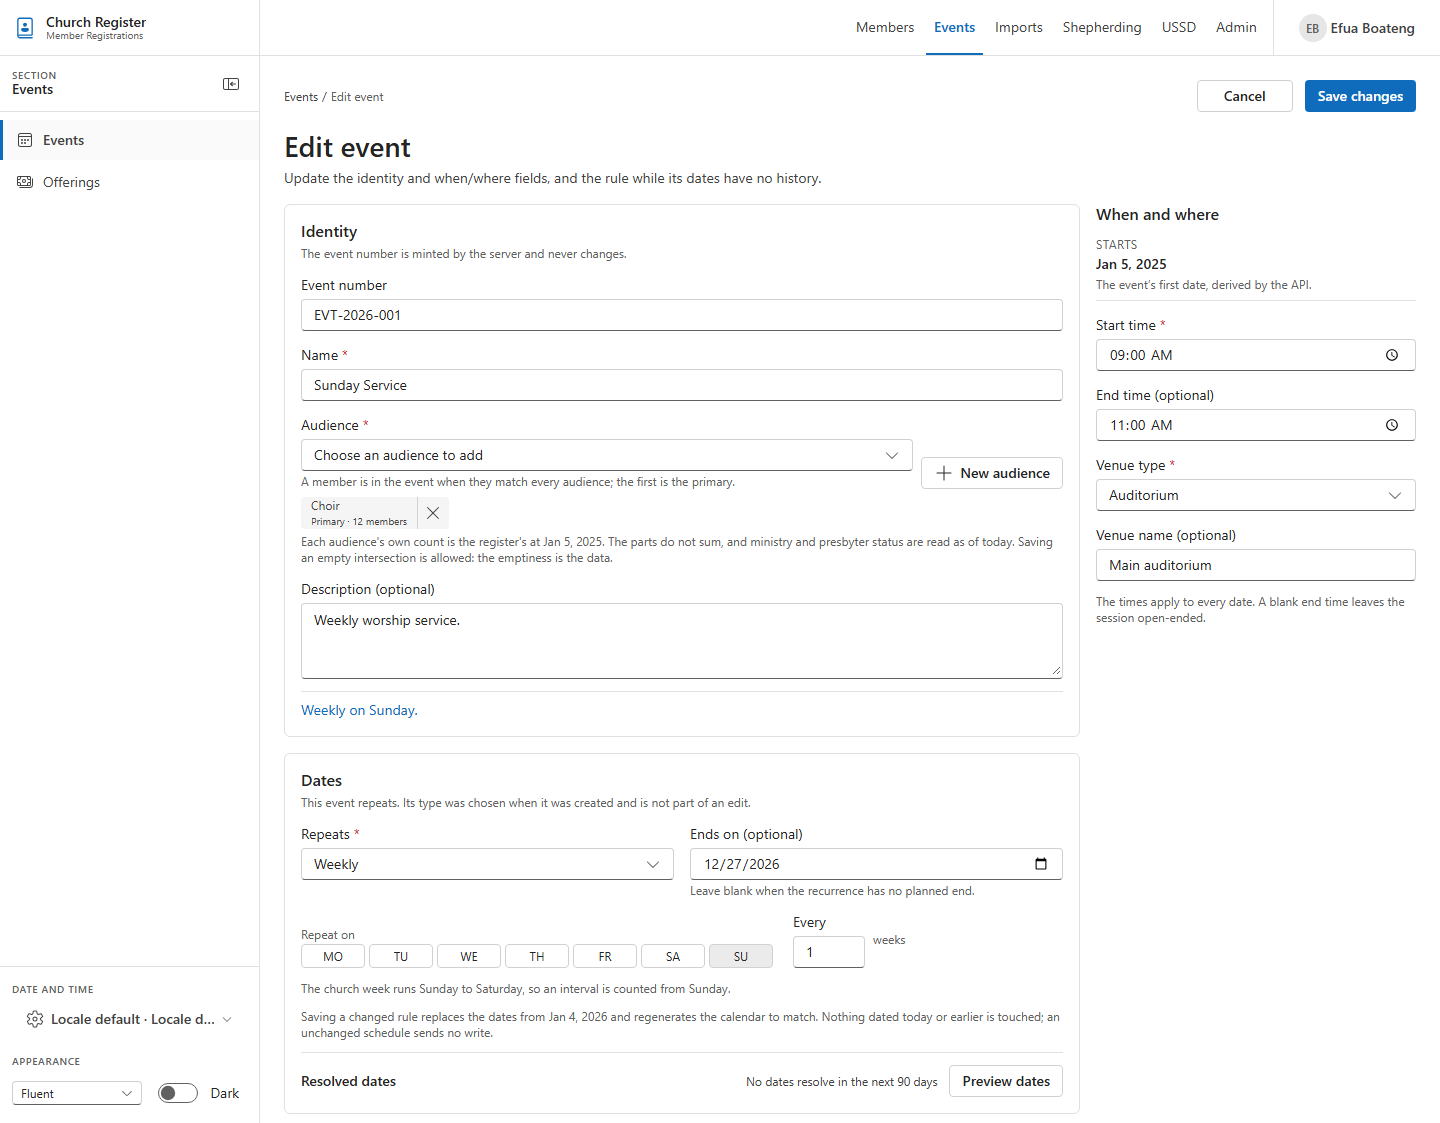 Church Register
Member Registrations
Members
Events
Imports
Shepherding
USSD
Admin
EB
Efua Boateng
SECTION
Events
Events
Offerings
Events / Edit event
Cancel
Save changes
Edit event
Update the identity and when/where fields, and the rule while its dates have no history.
Identity
The event number is minted by the server and never changes.
Event number
EVT-2026-001
Name *
Sunday Service
Audience *
Choose an audience to add
A member is in the event when they match every audience; the first is the primary.
New audience
Choir
Primary · 12 members
Each audience's own count is the register's at Jan 5, 2025. The parts do not sum, and ministry and presbyter status are read as of today. Saving
an empty intersection is allowed: the emptiness is the data.
Description (optional)
Weekly worship service.
Weekly on Sunday.
When and where
STARTS
Jan 5, 2025
The event's first date, derived by the API.
Start time *
09:00 AM
End time (optional)
11:00 AM
Venue type *
Auditorium
Venue name (optional)
Main auditorium
The times apply to every date. A blank end time leaves the
session open-ended.
Dates
This event repeats. Its type was chosen when it was created and is not part of an edit.
Repeats *
Weekly
Ends on (optional)
12/27/2026
Leave blank when the recurrence has no planned end.
Repeat on
MO
TU
WE
TH
FR
SA
SU
Every
1
weeks
The church week runs Sunday to Saturday, so an interval is counted from Sunday.
Saving a changed rule replaces the dates from Jan 4, 2026 and regenerates the calendar to match. Nothing dated today or earlier is touched; an
unchanged schedule sends no write.
Resolved dates
No dates resolve in the next 90 days
Preview dates
DATE AND TIME
Locale default · Locale d...
APPEARANCE
Fluent
Dark